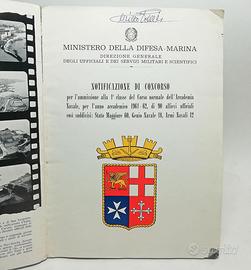 MINISTERO DELLA DIFESA-MARINA
DIREZIONE GENERALE
DEGLI UFFICIALI E DEI SERVIZI MILITARI E SCIENTIFICI
NOTIFICAZIONE DI CONCORSO
per l'ammissione alla 1ª classe del Corso normale dell'Accademia
Navale, per l'anno accademico 1961-62, di 90 allievi ufficiali
così suddivisi: Stato Maggiore 60, Genio Navale 18, Armi Navali 12
subito.it